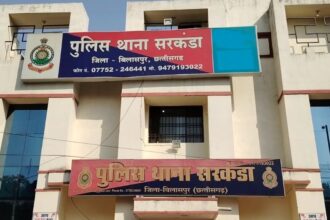 पुलिस थाना सरकंडा
जिला - बिलासपुर, छत्तीसगढ़
फोन नं. 07752 - 246441 मो. 9479193022
पुलिस थाना सरकंडा
जिला-बिलासपुर (छत्तीसगढ़)